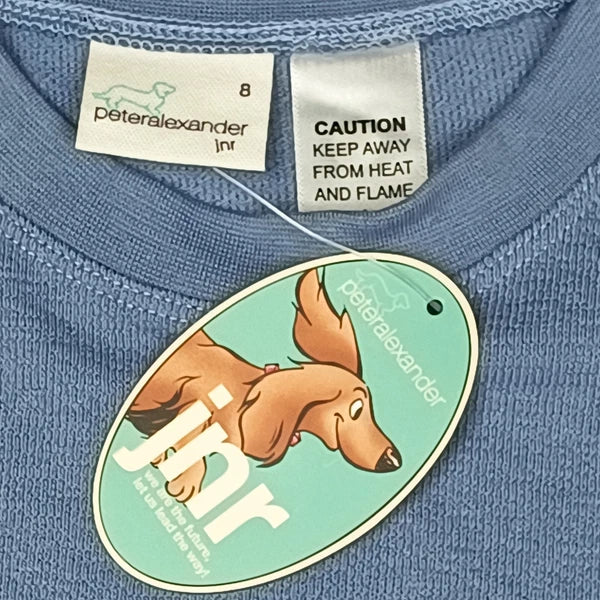 8
peteralexander
jnr
CAUTION
KEEP AWAY
FROM HEAT
AND FLAME
peteralexander
jnr
we are the future,
let us lead the way!